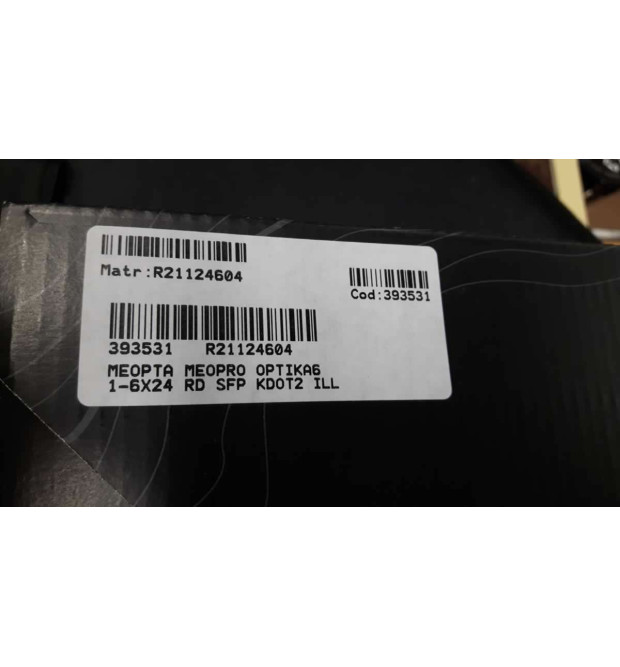 Matr:R21124604
Cod:393531
393531 R21124604
MEOPTA MEOPRO OPTIKA6
1-6X24 RD SFP KDOT2 ILL